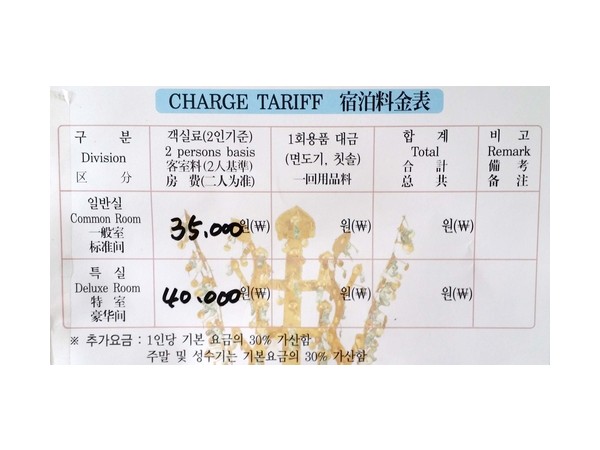 CHARGE TARIFF 宿泊料金表
구 분
Division
区 分
객실료(2인기준)
2 persons basis
客室料(2人基準)
房 费(二人为准)
1회용품 대금
(면도기, 칫솔)
一回用品料
합 계
Total
合 計
总 共
비 고
Remark
備 考
备 注
일반실
Common Room
一般室
标准间
35.000원(₩)
원(₩)
원(₩)
특 실
Deluxe Room
特 室
豪华间
40.000원(₩)
원(₩)
원(₩)
※ 추가요금 : 1인당 기본 요금의 30% 가산함
주말 및 성수기는 기본요금의 30% 가산함